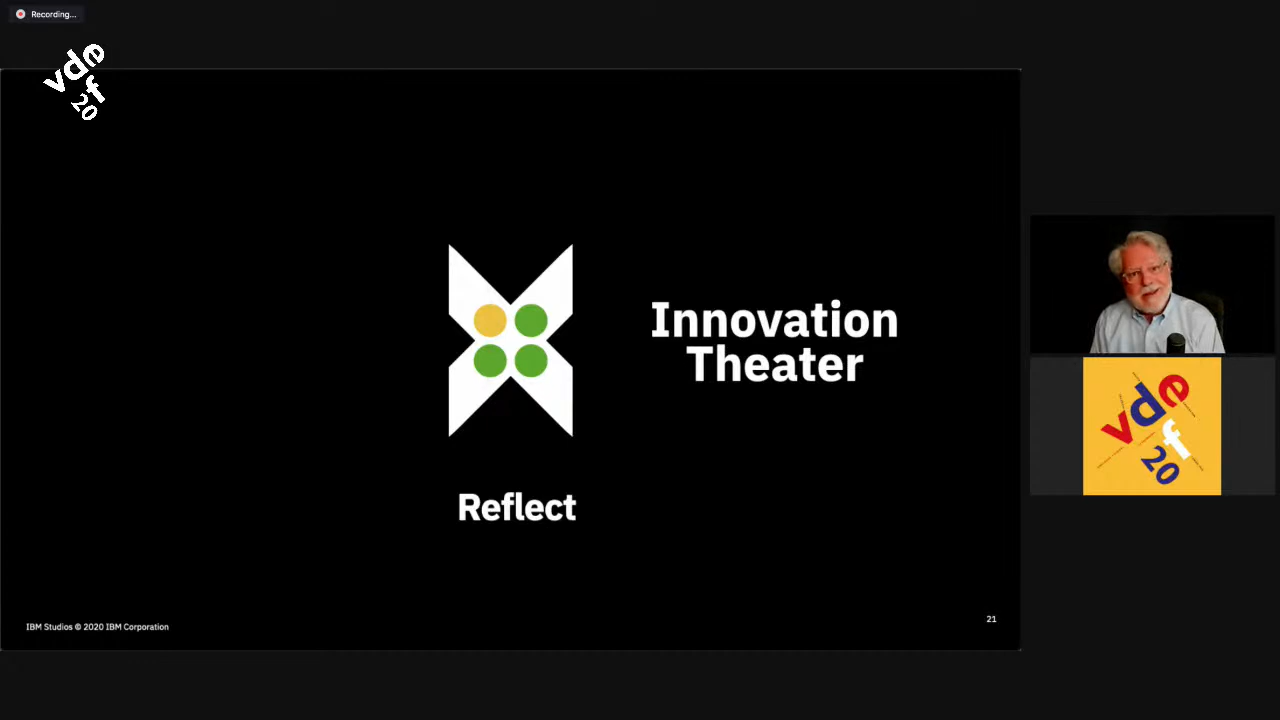 Recording...
vde
f
20
Innovation
Theater
vde
f
20
Reflect
IBM Studios © 2020 IBM Corporation
21